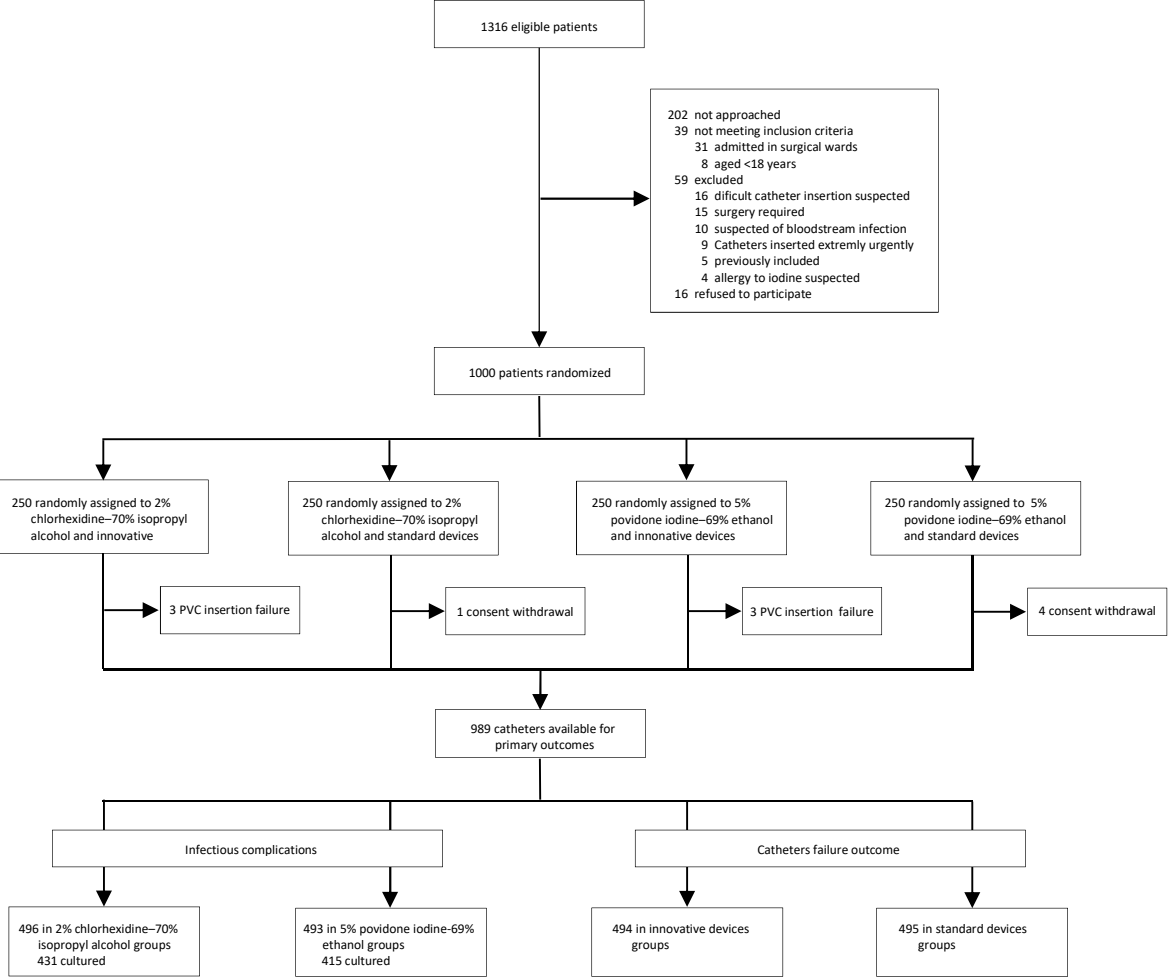 1316 eligible patients
202 not approached
39 not meeting inclusion criteria
31 admitted in surgical wards
8 aged <18 years
59 excluded
16 dificult catheter insertion suspected
15 surgery required
10 suspected of bloodstream infection
9 Catheters inserted extremly urgently
5 previously included
4 allergy to iodine suspected
16 refused to participate
1000 patients randomized
250 randomly assigned to 2%
chlorhexidine–70% isopropyl
alcohol and innovative
250 randomly assigned to 2%
chlorhexidine–70% isopropyl
alcohol and standard devices
250 randomly assigned to 5%
povidone iodine–69% ethanol
and innonative devices
250 randomly assigned to 5%
povidone iodine–69% ethanol
and standard devices
3 PVC insertion failure
1 consent withdrawal
3 PVC insertion failure
4 consent withdrawal
989 catheters available for
primary outcomes
Infectious complications
Catheters failure outcome
496 in 2% chlorhexidine–70%
isopropyl alcohol groups
431 cultured
493 in 5% povidone iodine-69%
ethanol groups
415 cultured
494 in innovative devices
groups
495 in standard devices
groups